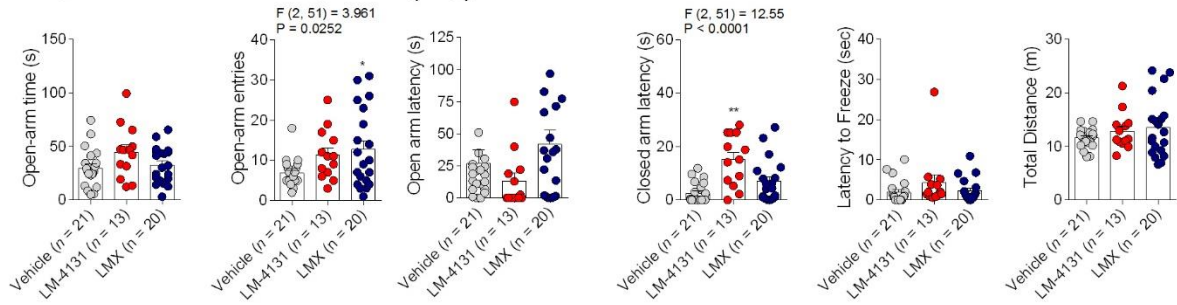 F (2, 51) = 3.961
P = 0.0252
F (2, 51) = 12.55
P < 0.0001
Open-arm time (s)
150
100
50
0
Vehicle (n = 21)
LM-4131 (n = 13)
LMX (n = 20)
Open-arm entries
40
30
20
10
0
*
Vehicle (n = 21)
LM-4131 (n = 13)
LMX (n = 20)
Open arm latency (s)
125
100
75
50
25
0
Vehicle (n = 21)
LM-4131 (n = 13)
LMX (n = 20)
Closed arm latency (s)
60
40
20
0
**
Vehicle (n = 21)
LM-4131 (n = 13)
LMX (n = 20)
Latency to Freeze (sec)
40
30
20
10
0
Vehicle (n = 21)
LM-4131 (n = 13)
LMX (n = 20)
Total Distance (m)
30
20
10
0
Vehicle (n = 21)
LM-4131 (n = 13)
LMX (n = 20)